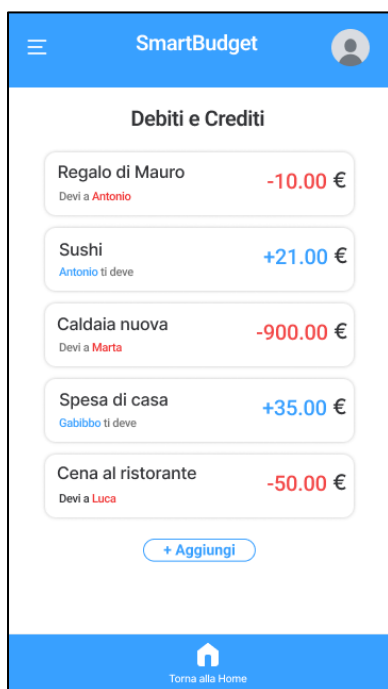 SmartBudget
Debiti e Crediti
Regalo di Mauro
-10.00 €
Devi a Antonio
Sushi
+21.00 €
Antonio ti deve
Caldaia nuova
-900.00 €
Devi a Marta
Spesa di casa
+35.00 €
Gabibbo ti deve
Cena al ristorante
-50.00 €
Devi a Luca
+ Aggiungi
Torna alla Home